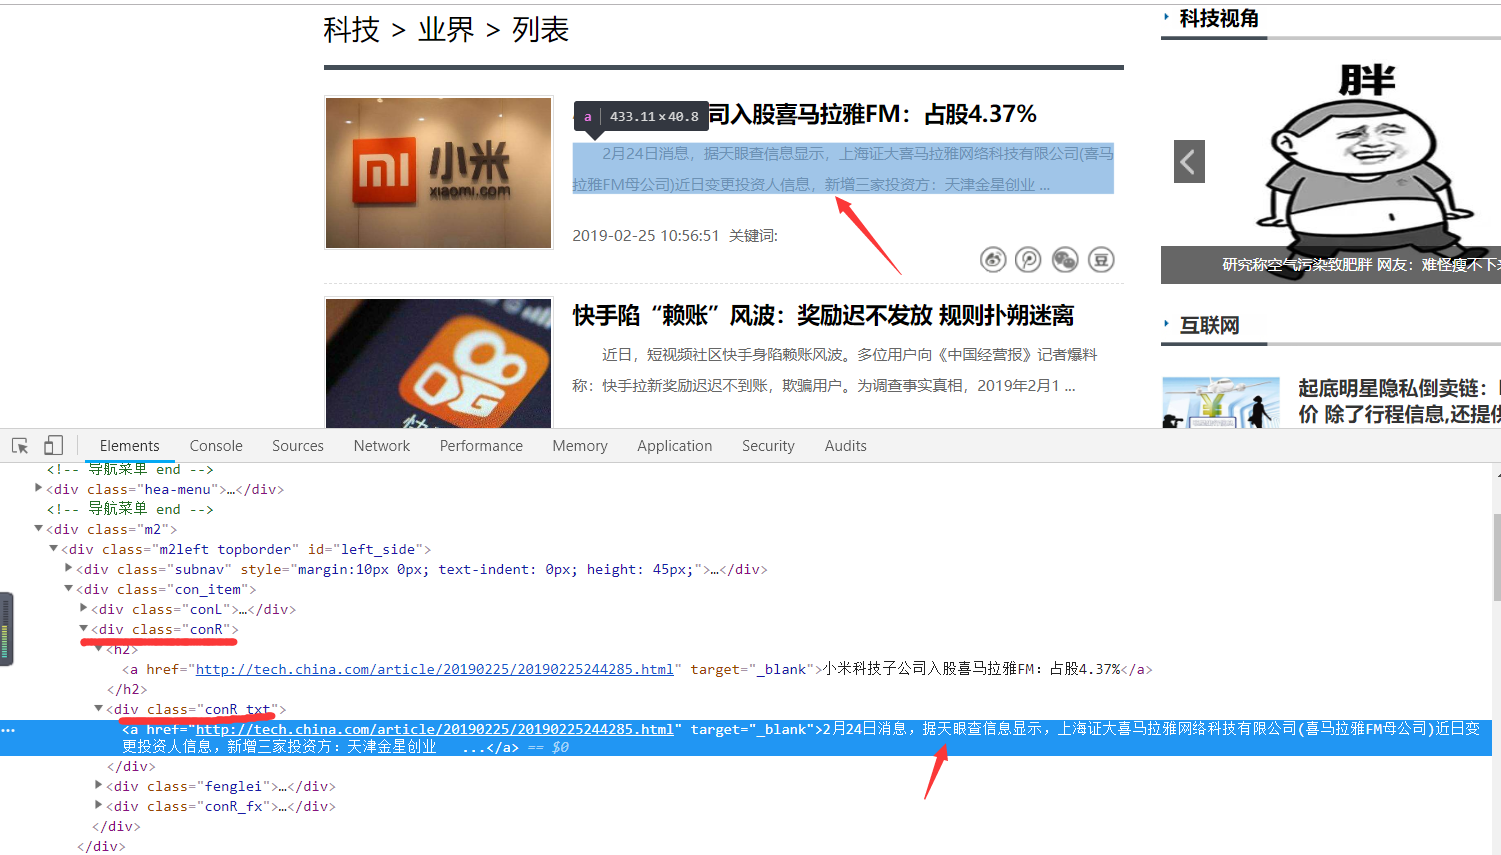 科技 > 业界 > 列表
科技视角
胖
小米
xiaomi.com
a 433.11×40.8
司入股喜马拉雅FM：占股4.37%
2月24日消息，据天眼查信息显示，上海证大喜马拉雅网络科技有限公司(喜马
拉雅FM母公司)近日变更投资人信息，新增三家投资方：天津金星创业 ...
2019-02-25 10:56:51 关键词:
豆
研究称空气污染致肥胖 网友：难怪瘦不下来
快手陷“赖账”风波：奖励迟不发放 规则扑朔迷离
近日，短视频社区快手身陷赖账风波。多位用户向《中国经营报》记者爆料
称：快手拉新奖励迟迟不到账，欺骗用户。为调查事实真相，2019年2月1 ...
互联网
起底明星隐私倒卖链：
价 除了行程信息,还提供
Elements Console Sources Network Performance Memory Application Security Audits
<!-- 导航菜单 end -->
<div class="hea-menu">…</div>
<!-- 导航菜单 end -->
<div class="m2">
<div class="m2left topborder" id="left_side">
<div class="subnav" style="margin:10px 0px; text-indent: 0px; height: 45px;">…</div>
<div class="con_item">
<div class="conL">…</div>
<div class="conR">
<h2>
<a href="http://tech.china.com/article/20190225/20190225244285.html" target="_blank">小米科技子公司入股喜马拉雅FM：占股4.37%</a>
</h2>
<div class="conR_txt">
<a href="http://tech.china.com/article/20190225/20190225244285.html" target="_blank">2月24日消息，据天眼查信息显示，上海证大喜马拉雅网络科技有限公司(喜马拉雅FM母公司)近日变
更投资人信息，新增三家投资方：天津金星创业 ...</a> == $0
</div>
<div class="fenglei">…</div>
<div class="conR_fx">…</div>
</div>
</div>